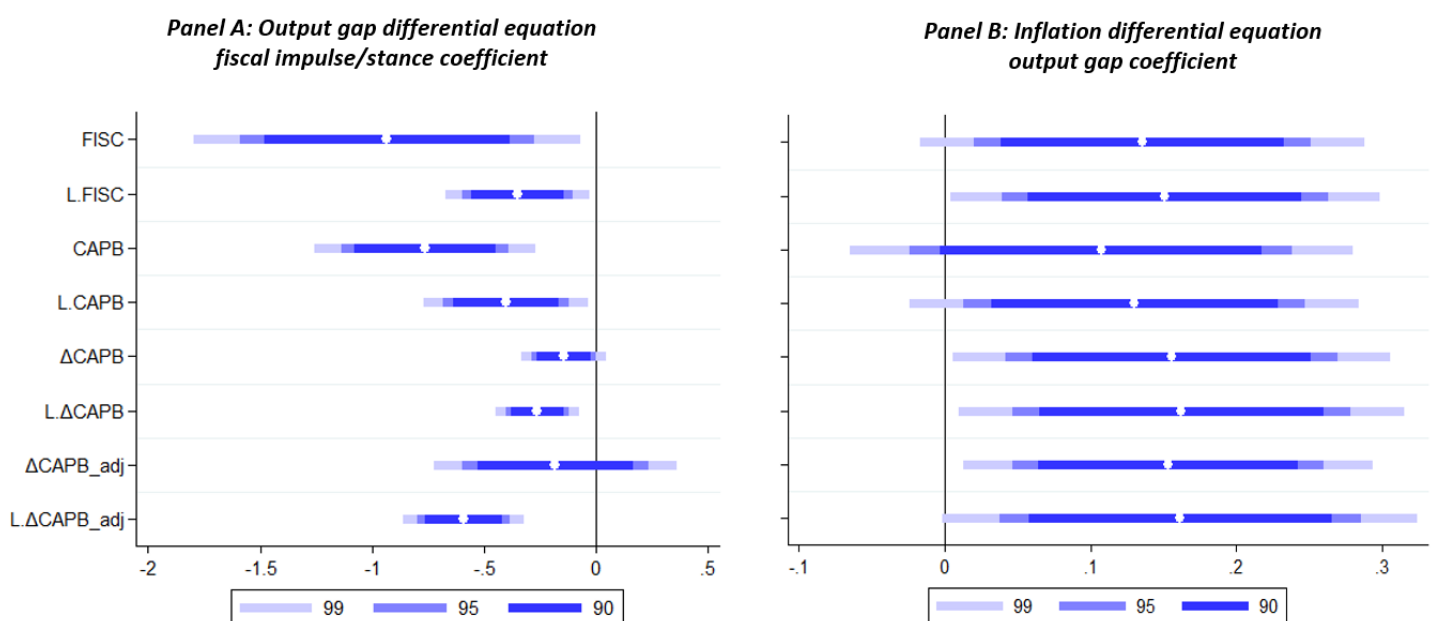 Panel A: Output gap differential equation
fiscal impulse/stance coefficient
FISC
L.FISC
CAPB
L.CAPB
ΔCAPB
L.ΔCAPB
ΔCAPB_adj
L.ΔCAPB_adj
-2 -1.5 -1 -.5 0 .5
99 95 90
Panel B: Inflation differential equation
output gap coefficient
-.1 0 .1 .2 .3
99 95 90